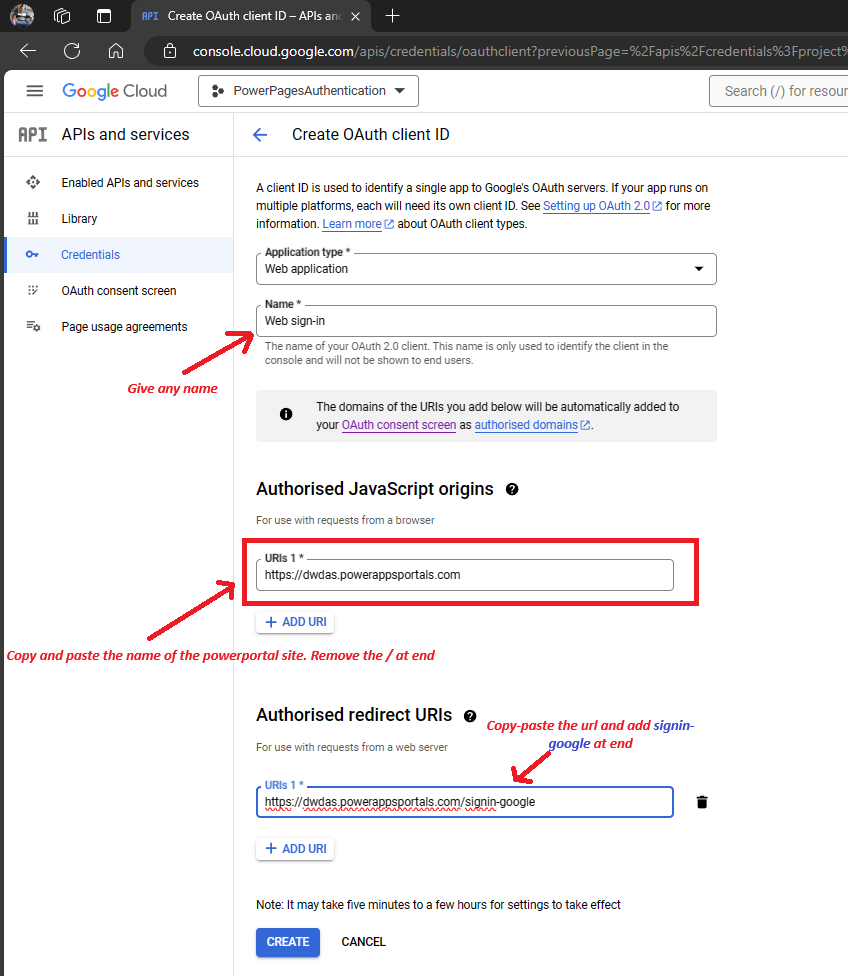 API Create OAuth client ID – APIs an
console.cloud.google.com/apis/credentials/oauthclient?previousPage=%2Fapis%2Fcredentials%3Fproject%
Google Cloud
PowerPagesAuthentication
Search (/) for resour
API APIs and services
Create OAuth client ID
Enabled APIs and services
Library
Credentials
OAuth consent screen
Page usage agreements
A client ID is used to identify a single app to Google's OAuth servers. If your app runs on
multiple platforms, each will need its own client ID. See Setting up OAuth 2.0 for more
information. Learn more about OAuth client types.
Application type *
Web application
Name *
Web sign-in
The name of your OAuth 2.0 client. This name is only used to identify the client in the
console and will not be shown to end users.
Give any name
The domains of the URIs you add below will be automatically added to
your OAuth consent screen as authorised domains.
Authorised JavaScript origins
For use with requests from a browser
URIs 1 *
https://dwdas.powerappsportals.com
+ ADD URI
Copy and paste the name of the powerportal site. Remove the / at end
Authorised redirect URIs
Copy-paste the url and add signin-
google at end
For use with requests from a web server
URIs 1 *
https://dwdas.powerappsportals.com/signin-google
+ ADD URI
Note: It may take five minutes to a few hours for settings to take effect
CREATE
CANCEL